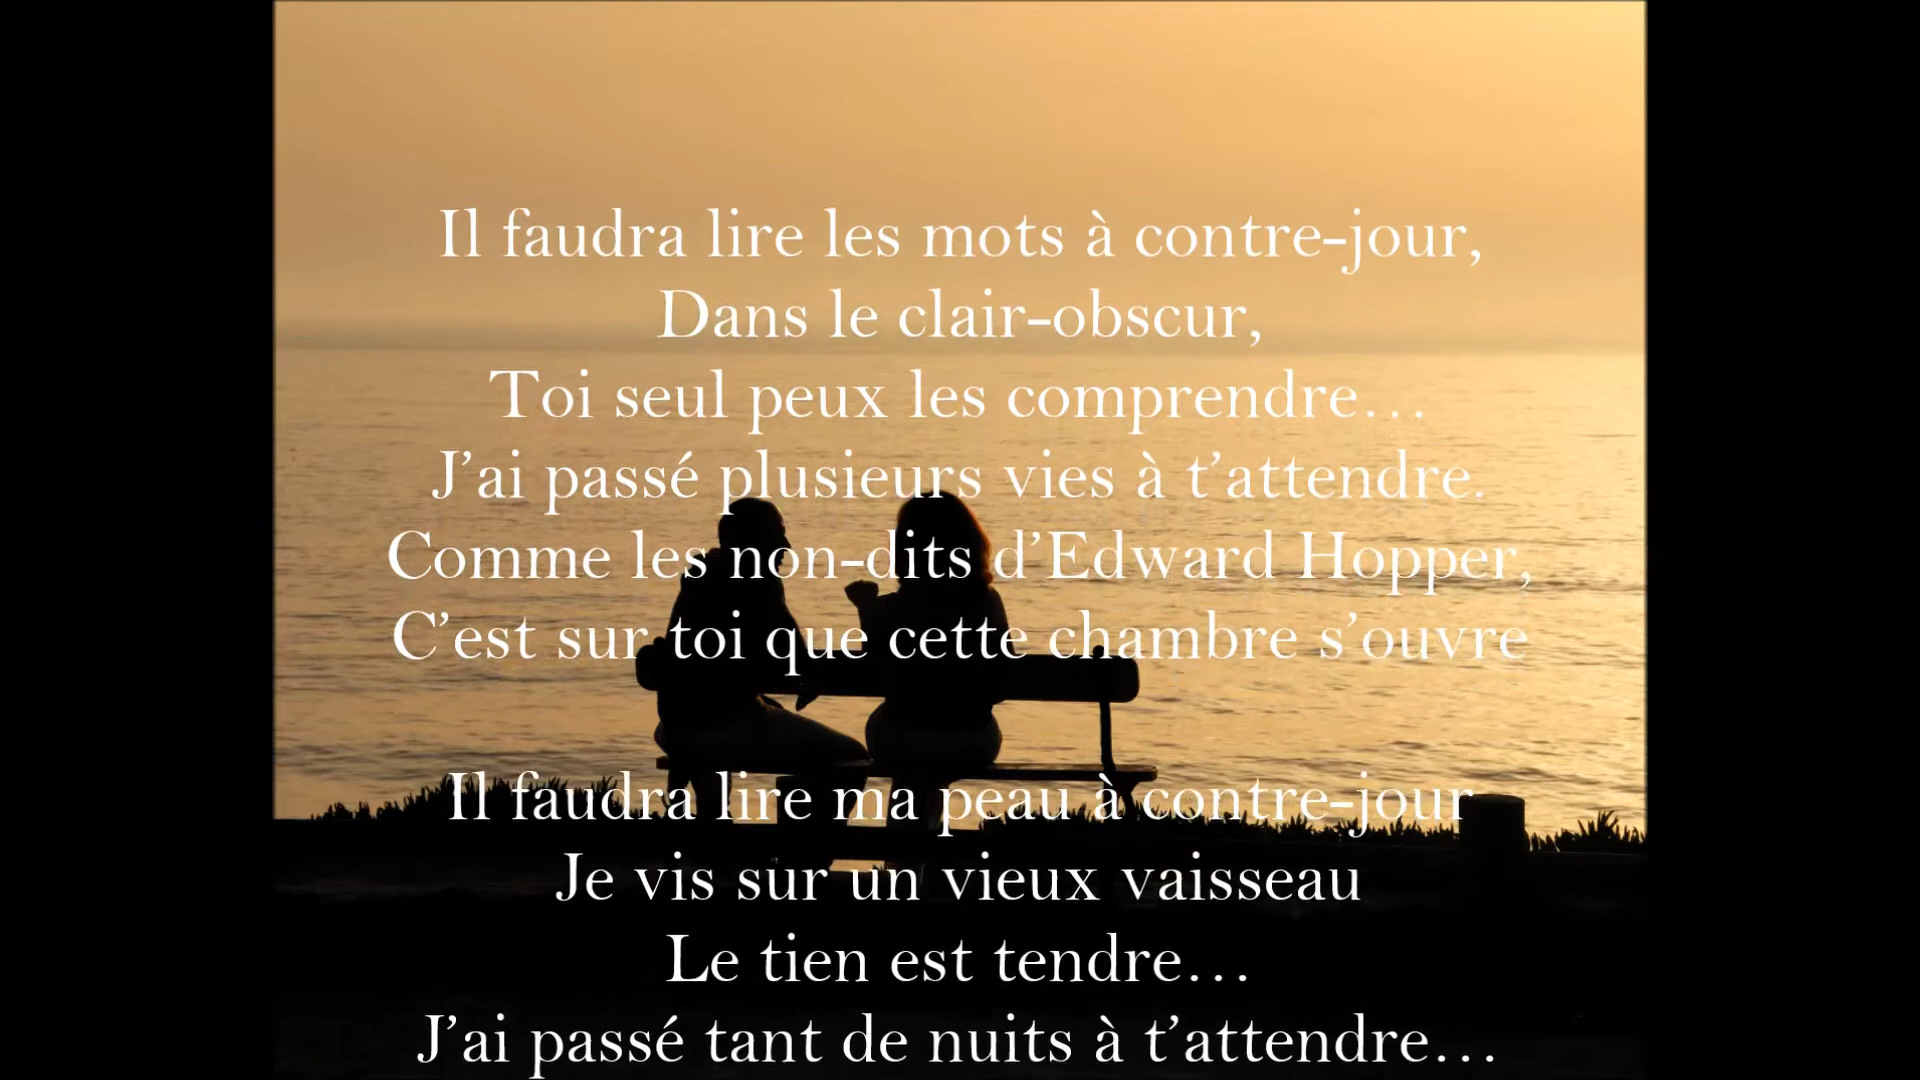 Il faudra lire les mots à contre-jour,
Dans le clair-obscur,
Toi seul peux les comprendre…
J’ai passé plusieurs vies à t’attendre.
Comme les non-dits d’Edward Hopper,
C’est sur toi que cette chambre s’ouvre
Il faudra lire ma peau à contre-jour
Je vis sur un vieux vaisseau
Le tien est tendre…
J’ai passé tant de nuits à t’attendre…